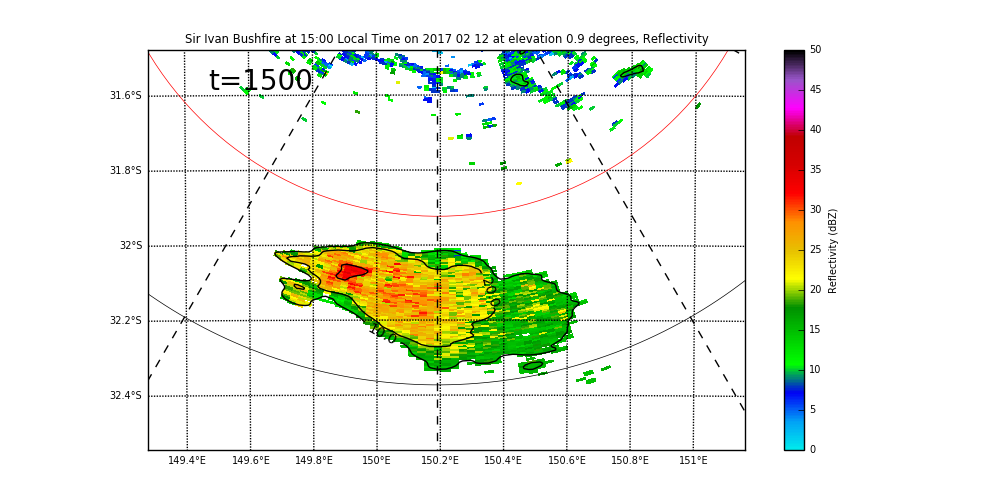 Sir Ivan Bushfire at 15:00 Local Time on 2017 02 12 at elevation 0.9 degrees, Reflectivity
t=1500
31.6°S
31.8°S
32°S
32.2°S
32.4°S
149.4°E 149.6°E 149.8°E 150°E 150.2°E 150.4°E 150.6°E 150.8°E 151°E
50
45
40
35
30
25
20
15
10
5
0
Reflectivity (dBZ)